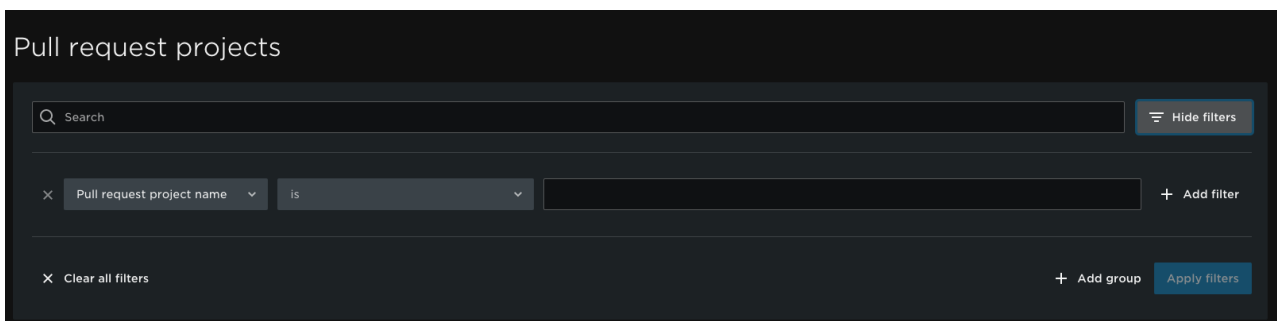 Pull request projects
Search
Hide filters
Pull request project name is
Add filter
Clear all filters
Add group Apply filters